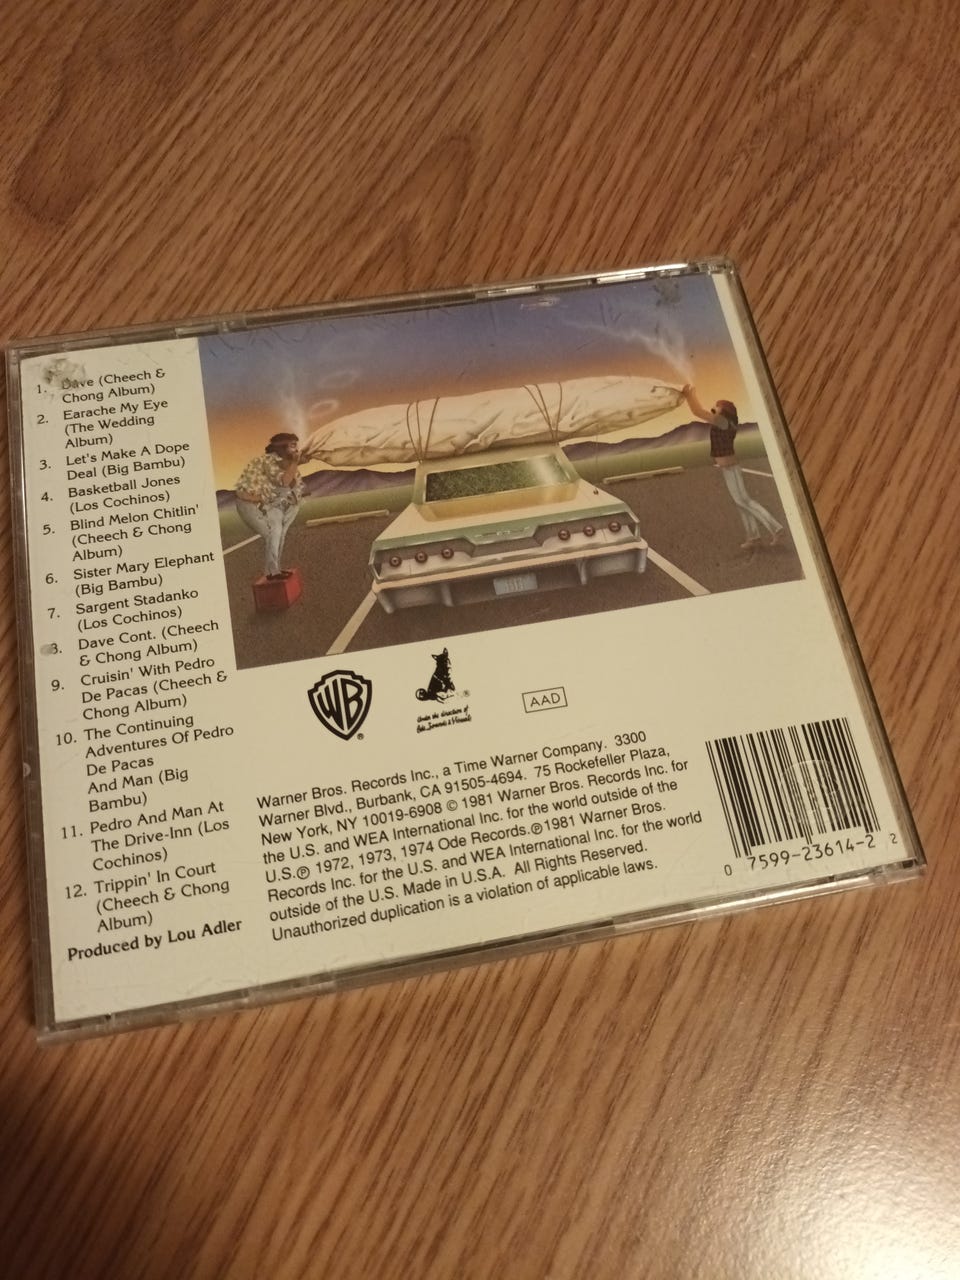 1. Dave (Cheech &
Chong Album)
2. Earache My Eye
(The Wedding
Album)
3. Let's Make A Dope
Deal (Big Bambu)
4. Basketball Jones
(Los Cochinos)
5. Blind Melon Chitlin'
(Cheech & Chong
Album)
6. Sister Mary Elephant
(Big Bambu)
7. Sargent Stadanko
(Los Cochinos)
8. Dave Cont. (Cheech
& Chong Album)
9. Cruisin' With Pedro
De Pacas (Cheech &
Chong Album)
10. The Continuing
Adventures Of Pedro
De Pacas
And Man (Big
Bambu)
11. Pedro And Man At
The Drive-Inn (Los
Cochinos)
12. Trippin' In Court
(Cheech & Chong
Album)
Produced by Lou Adler
WB
®
®
Under the direction of
AAD
Warner Bros. Records Inc., a Time Warner Company. 3300
Warner Blvd., Burbank, CA 91505-4694. 75 Rockefeller Plaza,
New York, NY 10019-6908 © 1981 Warner Bros. Records Inc. for
the U.S. and WEA International Inc. for the world outside of the
U.S.℗ 1972, 1973, 1974 Ode Records.℗1981 Warner Bros.
Records Inc. for the U.S. and WEA International Inc. for the world
outside of the U.S. Made in U.S.A. All Rights Reserved.
Unauthorized duplication is a violation of applicable laws.
0 7599-23614-2 2